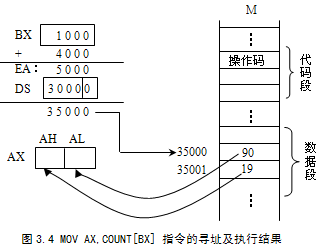 M
BX 1000
+ 4000
EA: 5000
DS 30000
35000
操作码
代码段
AH AL
AX
35000 90
35001 19
数据段
图 3.4 MOV AX,COUNT[BX] 指令的寻址及执行结果